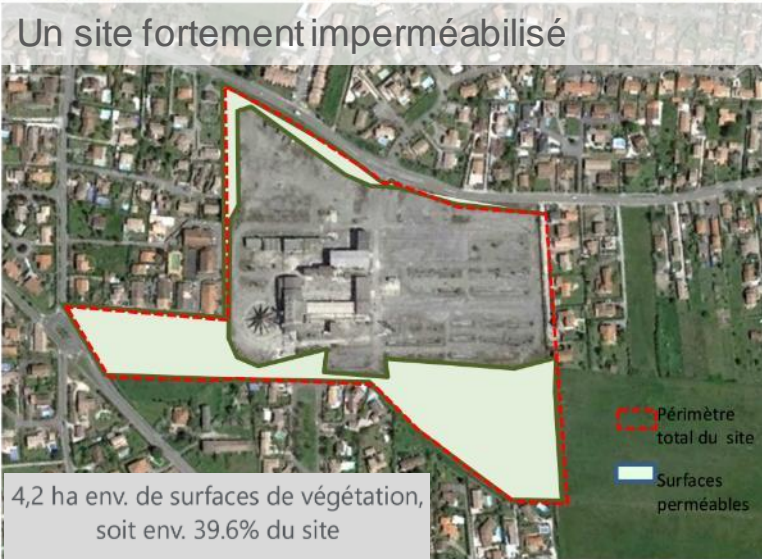 Un site fortement imperméabilisé
Périmètre
total du site
Surfaces
perméables
4,2 ha env. de surfaces de végétation,
soit env. 39.6% du site